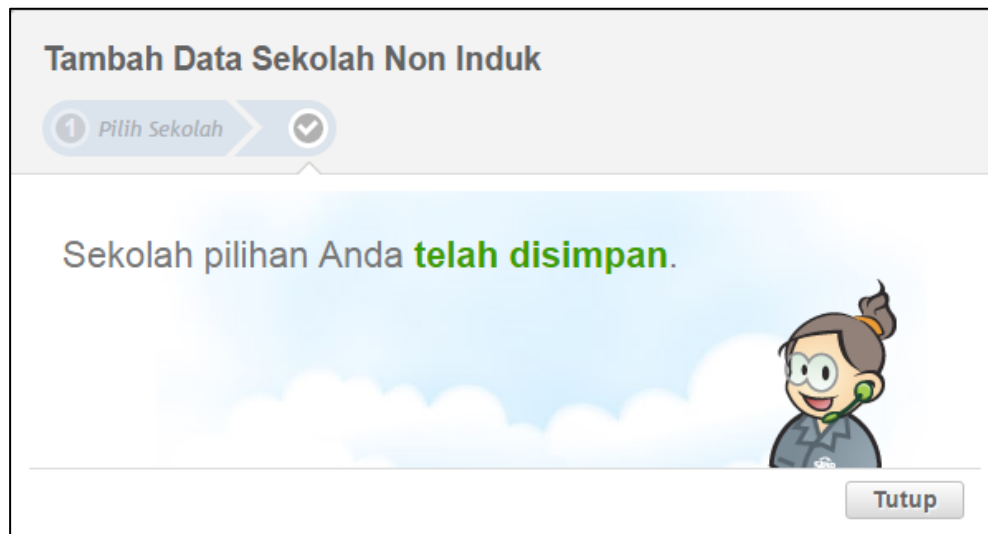 Tambah Data Sekolah Non Induk
1 Pilih Sekolah
Sekolah pilihan Anda telah disimpan.
Tutup